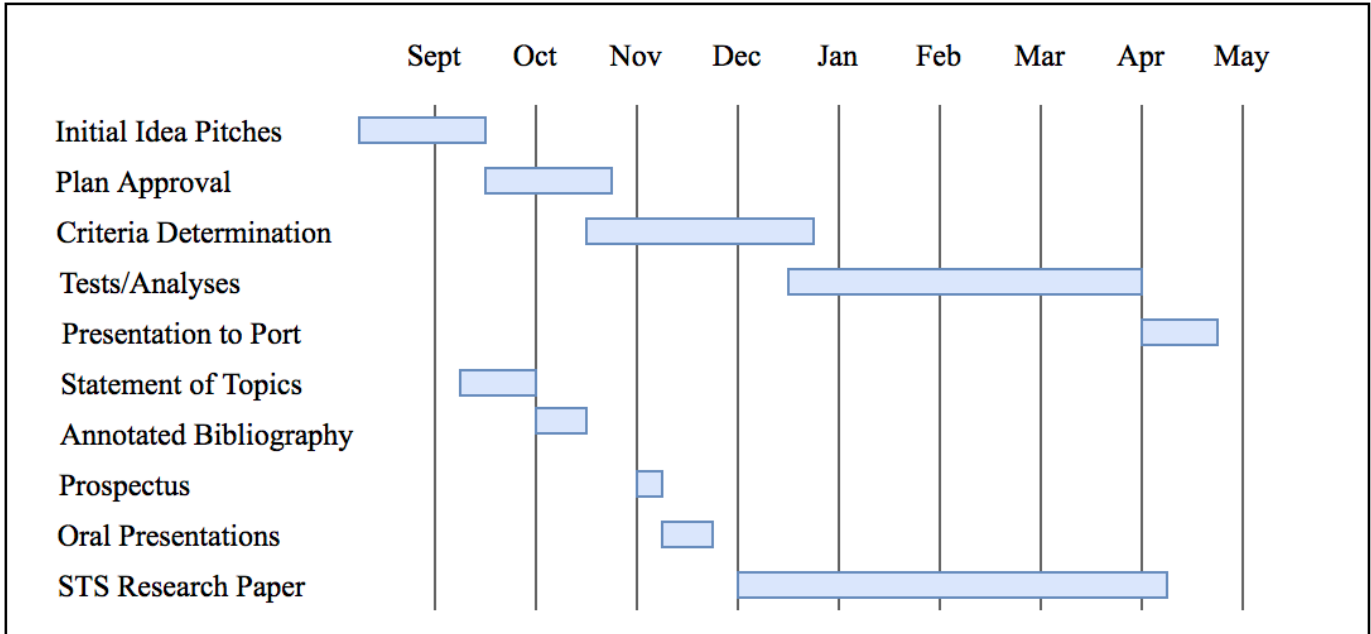 Sept Oct Nov Dec Jan Feb Mar Apr May
Initial Idea Pitches
Plan Approval
Criteria Determination
Tests/Analyses
Presentation to Port
Statement of Topics
Annotated Bibliography
Prospectus
Oral Presentations
STS Research Paper